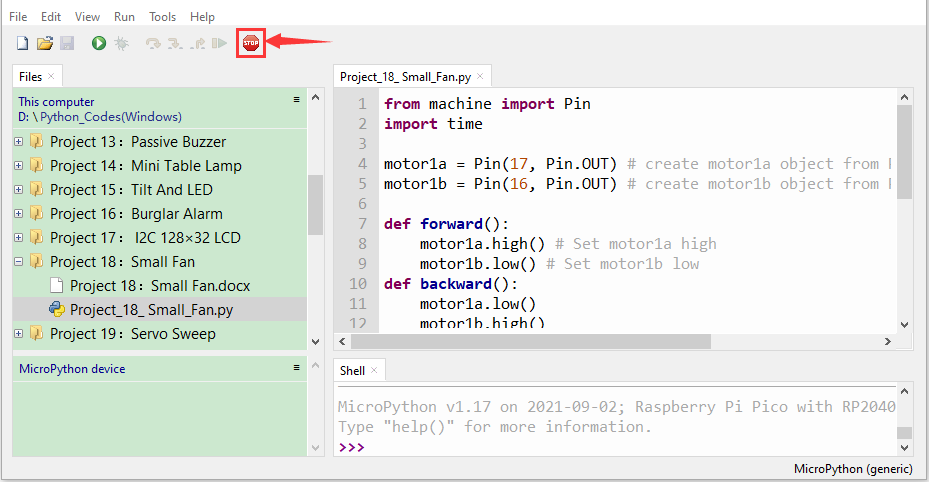 File Edit View Run Tools Help
STOP
Files ×
This computer
D: \ Python_Codes(Windows)
Project 13：Passive Buzzer
Project 14：Mini Table Lamp
Project 15：Tilt And LED
Project 16：Burglar Alarm
Project 17： I2C 128×32 LCD
Project 18：Small Fan
Project 18：Small Fan.docx
Project_18_ Small_Fan.py
Project 19：Servo Sweep
MicroPython device
Project_18_ Small_Fan.py ×
1 from machine import Pin
2 import time
3
4 motor1a = Pin(17, Pin.OUT) # create motor1a object from
5 motor1b = Pin(16, Pin.OUT) # create motor1b object from
6
7 def forward():
8     motor1a.high() # Set motor1a high
9     motor1b.low() # Set motor1b low
10 def backward():
11     motor1a.low()
12     motor1b.high()
Shell ×
MicroPython v1.17 on 2021-09-02; Raspberry Pi Pico with RP2040
Type "help()" for more information.
>>>
MicroPython (generic)